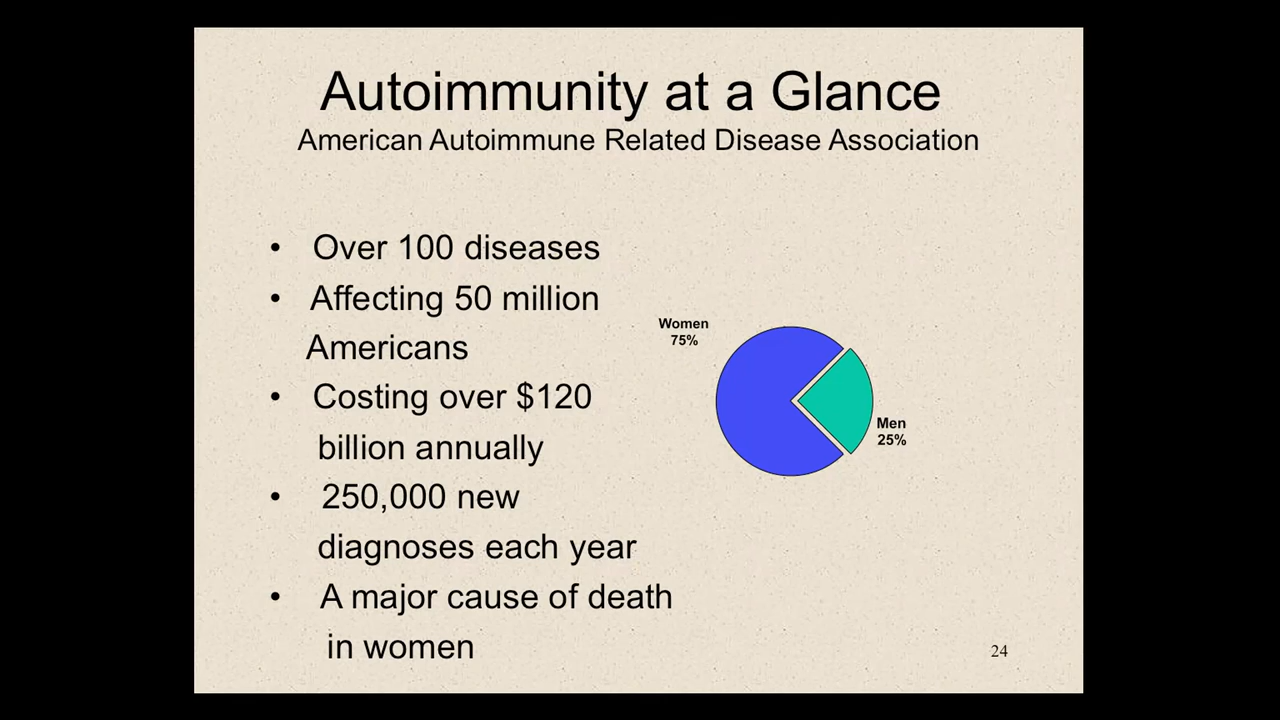 Autoimmunity at a Glance
American Autoimmune Related Disease Association
• Over 100 diseases
• Affecting 50 million
Americans
• Costing over $120
billion annually
• 250,000 new
diagnoses each year
• A major cause of death
in women
Women
75%
Men
25%
24